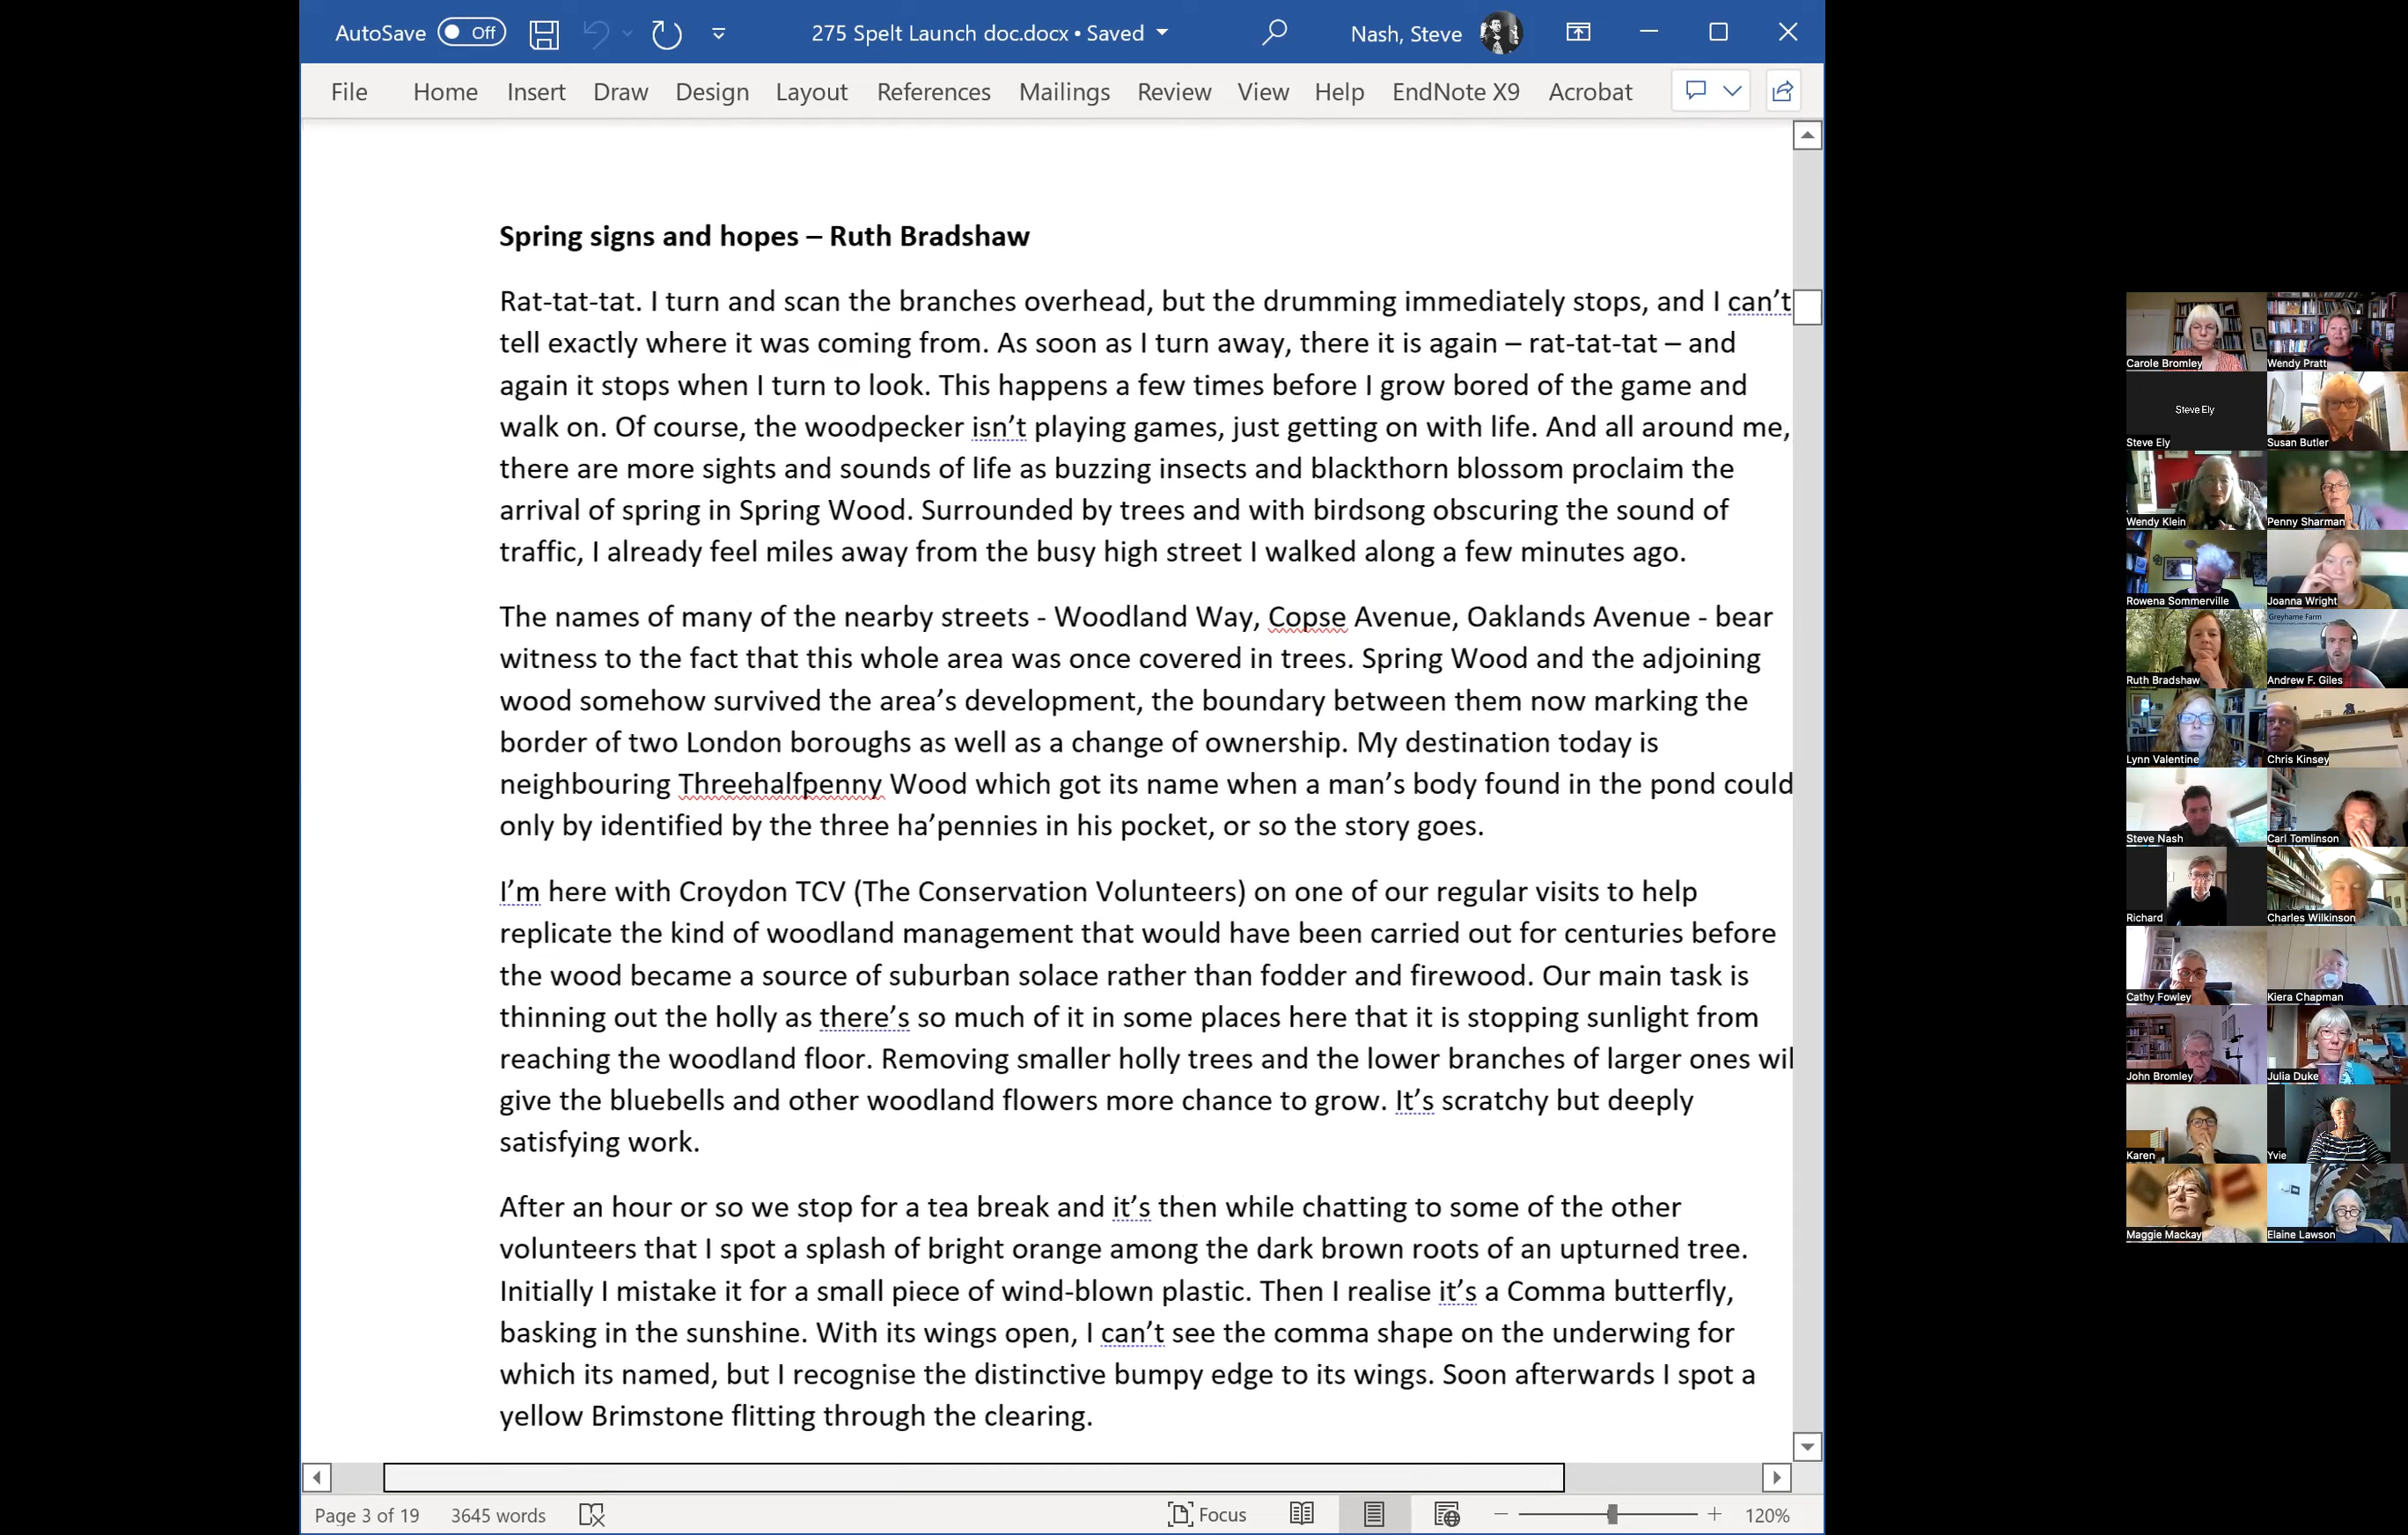 AutoSave Off 275 Spelt Launch doc.docx • Saved Nash, Steve
File Home Insert Draw Design Layout References Mailings Review View Help EndNote X9 Acrobat
Spring signs and hopes – Ruth Bradshaw
Rat-tat-tat. I turn and scan the branches overhead, but the drumming immediately stops, and I can’t
tell exactly where it was coming from. As soon as I turn away, there it is again – rat-tat-tat – and
again it stops when I turn to look. This happens a few times before I grow bored of the game and
walk on. Of course, the woodpecker isn’t playing games, just getting on with life. And all around me,
there are more sights and sounds of life as buzzing insects and blackthorn blossom proclaim the
arrival of spring in Spring Wood. Surrounded by trees and with birdsong obscuring the sound of
traffic, I already feel miles away from the busy high street I walked along a few minutes ago.
The names of many of the nearby streets - Woodland Way, Copse Avenue, Oaklands Avenue - bear
witness to the fact that this whole area was once covered in trees. Spring Wood and the adjoining
wood somehow survived the area’s development, the boundary between them now marking the
border of two London boroughs as well as a change of ownership. My destination today is
neighbouring Threehalfpenny Wood which got its name when a man’s body found in the pond could
only by identified by the three ha’pennies in his pocket, or so the story goes.
I’m here with Croydon TCV (The Conservation Volunteers) on one of our regular visits to help
replicate the kind of woodland management that would have been carried out for centuries before
the wood became a source of suburban solace rather than fodder and firewood. Our main task is
thinning out the holly as there’s so much of it in some places here that it is stopping sunlight from
reaching the woodland floor. Removing smaller holly trees and the lower branches of larger ones wil
give the bluebells and other woodland flowers more chance to grow. It’s scratchy but deeply
satisfying work.
After an hour or so we stop for a tea break and it’s then while chatting to some of the other
volunteers that I spot a splash of bright orange among the dark brown roots of an upturned tree.
Initially I mistake it for a small piece of wind-blown plastic. Then I realise it’s a Comma butterfly,
basking in the sunshine. With its wings open, I can’t see the comma shape on the underwing for
which its named, but I recognise the distinctive bumpy edge to its wings. Soon afterwards I spot a
yellow Brimstone flitting through the clearing.
Page 3 of 19 3645 words Focus 120%
Carole Bromley Wendy Pratt
Steve Ely
Steve Ely Susan Butler
Wendy Klein Penny Sharman
Rowena Sommerville Joanna Wright
Greyhame Farm
Ruth Bradshaw Andrew F. Giles
Lynn Valentine Chris Kinsey
Steve Nash Carl Tomlinson
Richard Charles Wilkinson
Cathy Fowley Kiera Chapman
John Bromley Julia Duke
Karen Yvie
Maggie Mackay Elaine Lawson